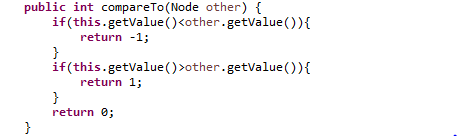 public int compareTo(Node other) {
if(this.getValue()<other.getValue()){
return -1;
}
if(this.getValue()>other.getValue()){
return 1;
}
return 0;
}